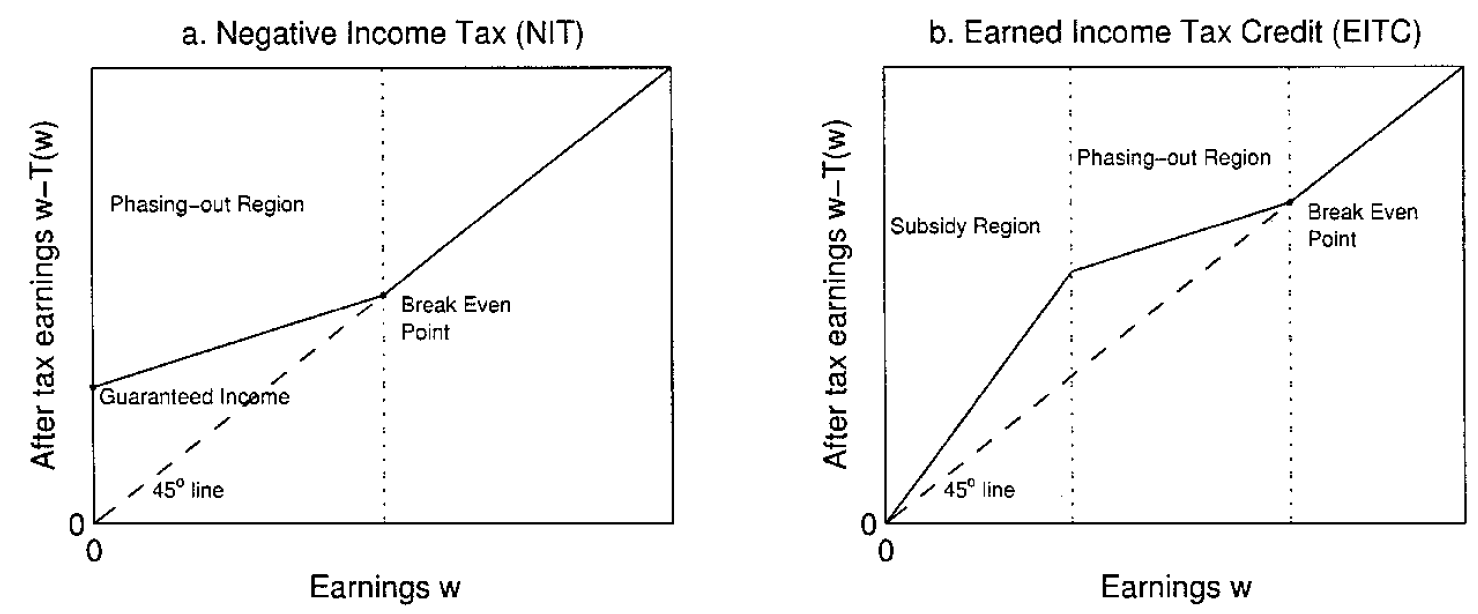 a. Negative Income Tax (NIT)
After tax earnings w−T(w)
Phasing−out Region
Break Even
Point
Guaranteed Income
45° line
0
0
Earnings w
b. Earned Income Tax Credit (EITC)
After tax earnings w−T(w)
Phasing−out Region
Subsidy Region
Break Even
Point
45° line
0
0
Earnings w